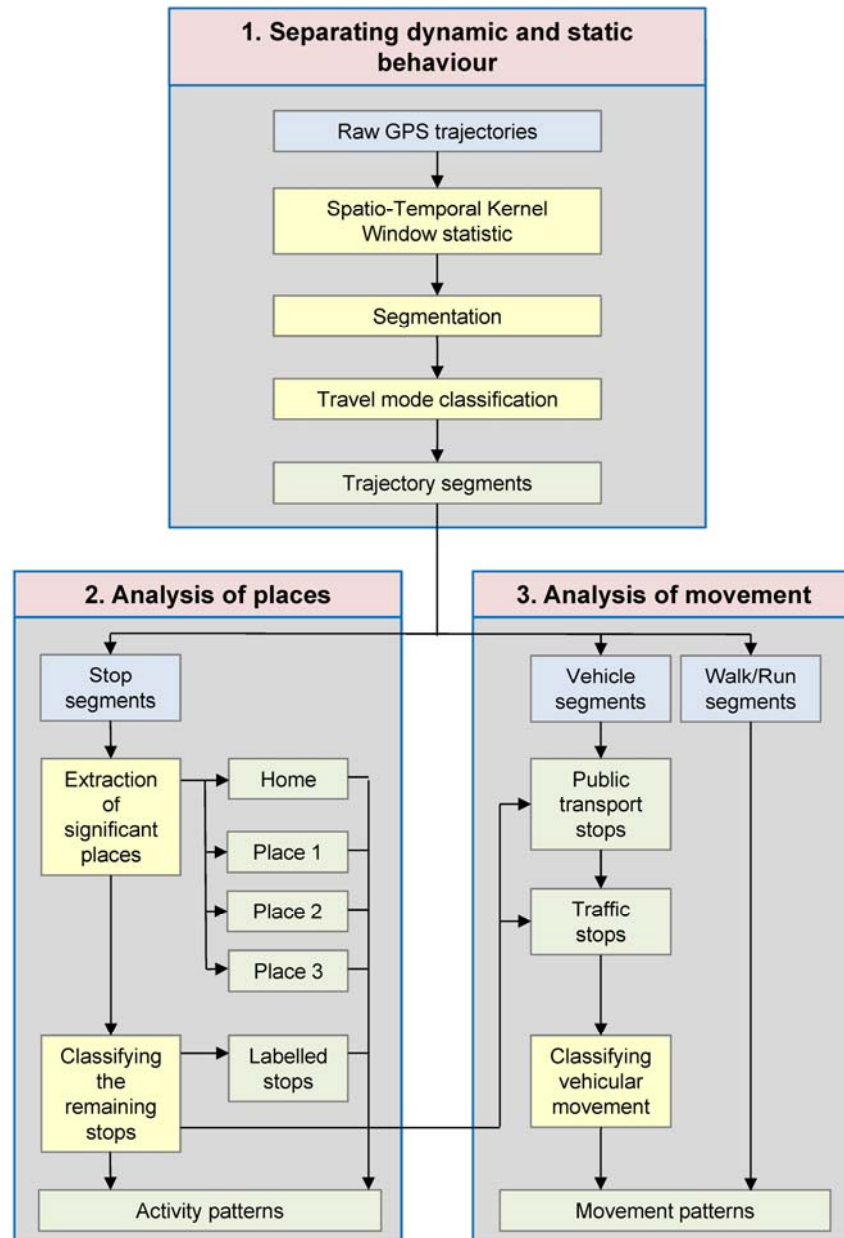 1. Separating dynamic and static
behaviour
Raw GPS trajectories
Spatio-Temporal Kernel
Window statistic
Segmentation
Travel mode classification
Trajectory segments
2. Analysis of places
Stop
segments
Extraction
of
significant
places
Home
Place 1
Place 2
Place 3
Classifying
the
remaining
stops
Labelled
stops
Activity patterns
3. Analysis of movement
Vehicle
segments
Walk/Run
segments
Public
transport
stops
Traffic
stops
Classifying
vehicular
movement
Movement patterns